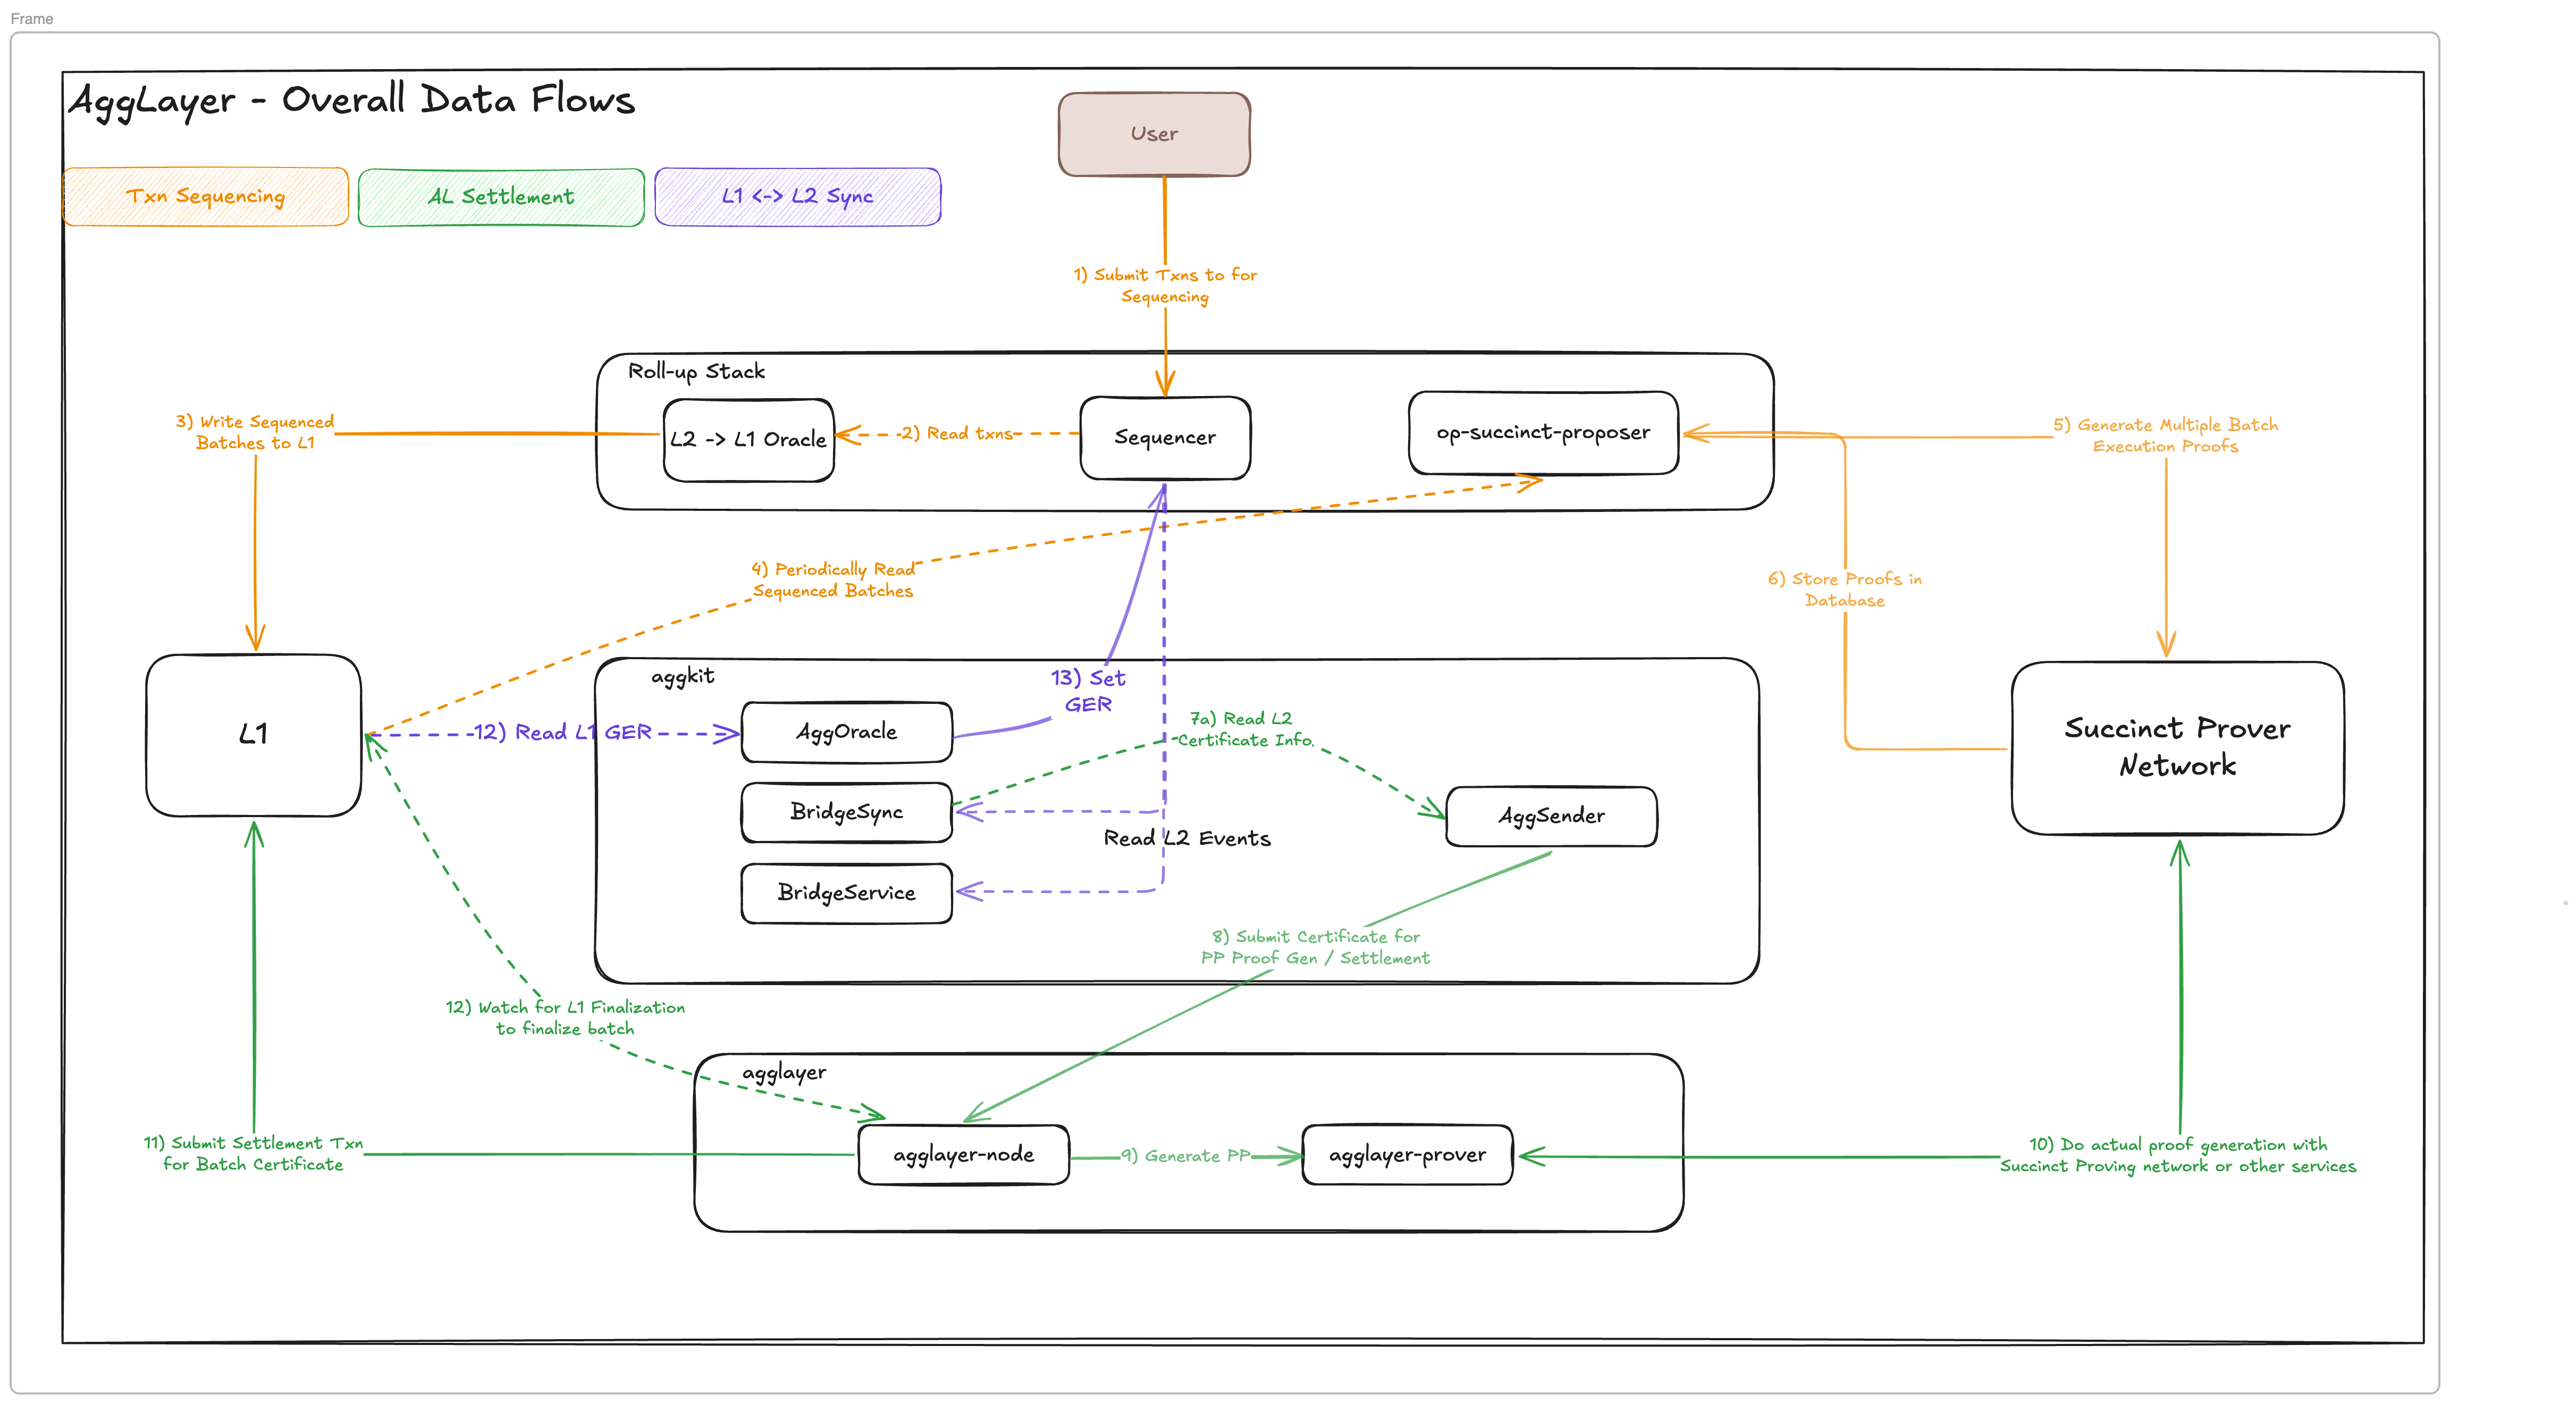 Frame
AggLayer - Overall Data Flows
User
Txn Sequencing
AL Settlement
L1 <-> L2 Sync
1) Submit Txns to for
Sequencing
Roll-up Stack
L2 -> L1 Oracle
2) Read txns
Sequencer
op-succinct-proposer
3) Write Sequenced
Batches to L1
5) Generate Multiple Batch
Execution Proofs
4) Periodically Read
Sequenced Batches
6) Store Proofs in
Database
L1
12) Read L1 GER
aggkit
AggOracle
13) Set
GER
7a) Read L2
Certificate Info.
BridgeSync
AggSender
Read L2 Events
BridgeService
Succinct Prover
Network
8) Submit Certificate for
PP Proof Gen / Settlement
12) Watch for L1 Finalization
to finalize batch
agglayer
11) Submit Settlement Txn
for Batch Certificate
agglayer-node
9) Generate PP
agglayer-prover
10) Do actual proof generation with
Succinct Proving network or other services